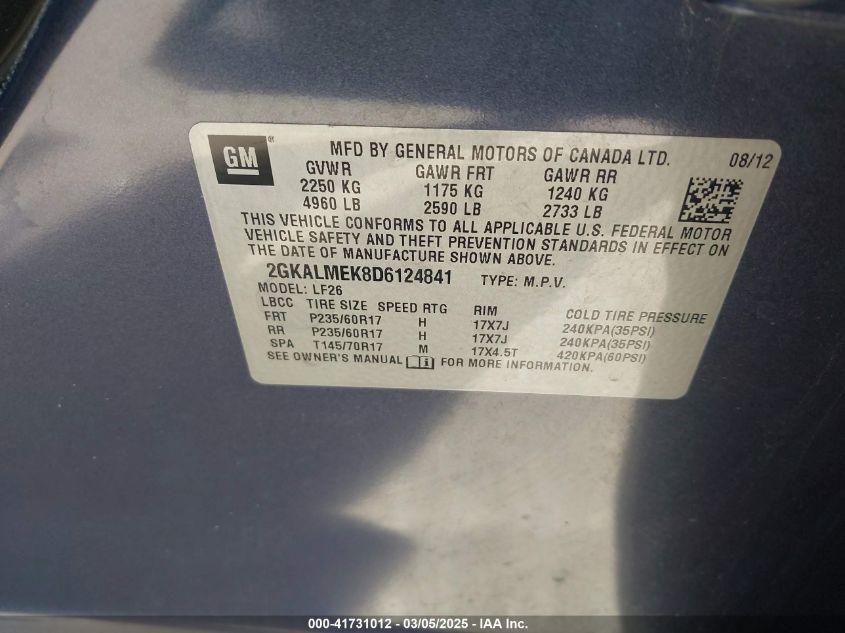 GM
®
MFD BY GENERAL MOTORS OF CANADA LTD. 08/12
GVWR GAWR FRT GAWR RR
2250 KG 1175 KG 1240 KG
4960 LB 2590 LB 2733 LB
THIS VEHICLE CONFORMS TO ALL APPLICABLE U.S. FEDERAL MOTOR
VEHICLE SAFETY AND THEFT PREVENTION STANDARDS IN EFFECT ON
THE DATE OF MANUFACTURE SHOWN ABOVE.
2GKALMEK8D6124841 TYPE: M.P.V.
MODEL: LF26
LBCC TIRE SIZE SPEED RTG RIM COLD TIRE PRESSURE
FRT P235/60R17 H 17X7J 240KPA(35PSI)
RR P235/60R17 H 17X7J 240KPA(35PSI)
SPA T145/70R17 M 17X4.5T 420KPA(60PSI)
SEE OWNER'S MANUAL FOR MORE INFORMATION.
000-41731012 - 03/05/2025 - IAA Inc.